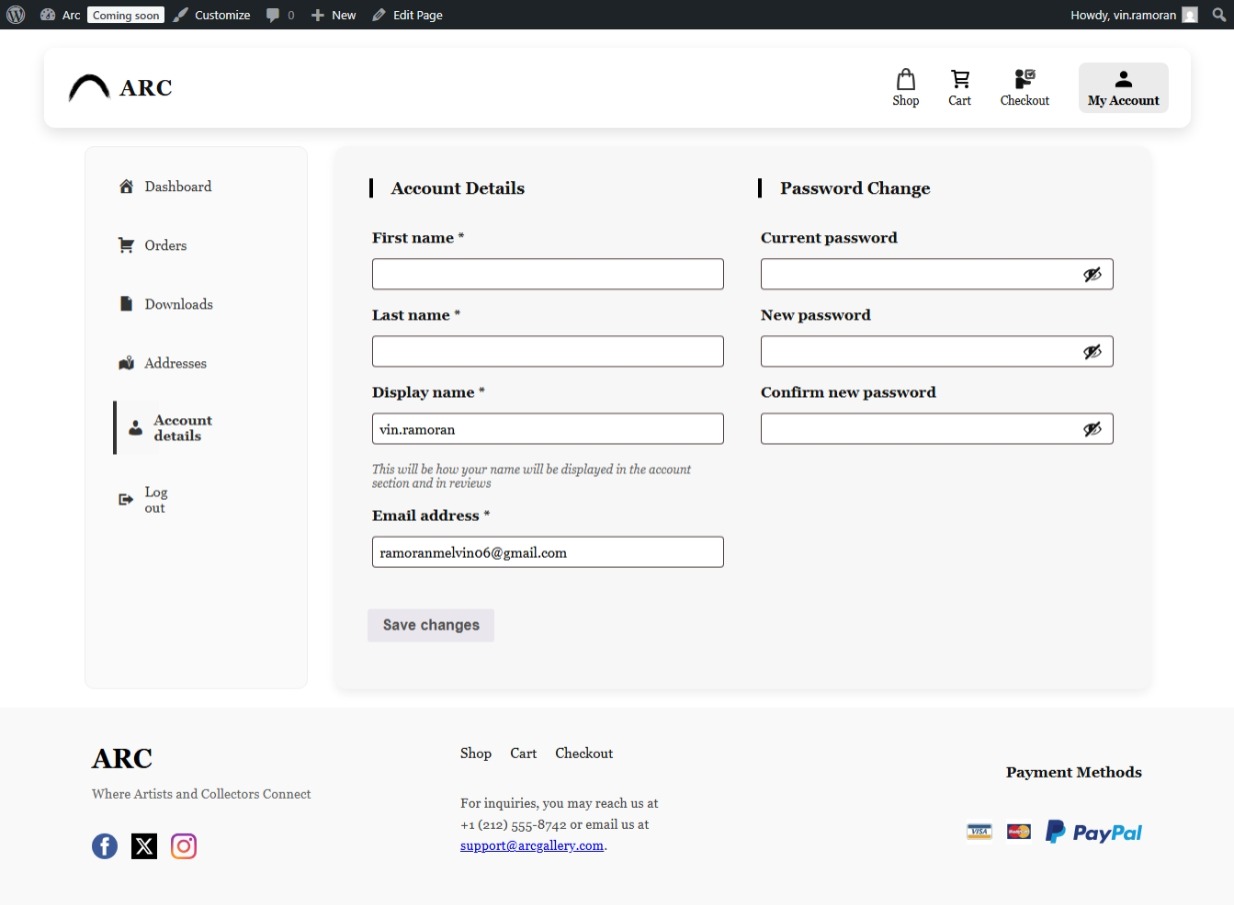 Arc Coming soon Customize 0 New Edit Page Howdy, vin.ramoran
ARC
Shop Cart Checkout My Account
Dashboard
Orders
Downloads
Addresses
Account
details
Log
out
Account Details
First name *
Last name *
Display name *
vin.ramoran
This will be how your name will be displayed in the account
section and in reviews
Email address *
ramoranmelvin06@gmail.com
Save changes
Password Change
Current password
New password
Confirm new password
ARC
Where Artists and Collectors Connect
Shop Cart Checkout
For inquiries, you may reach us at
+1 (212) 555-8742 or email us at
support@arcgallery.com.
Payment Methods
VISA MasterCard PayPal